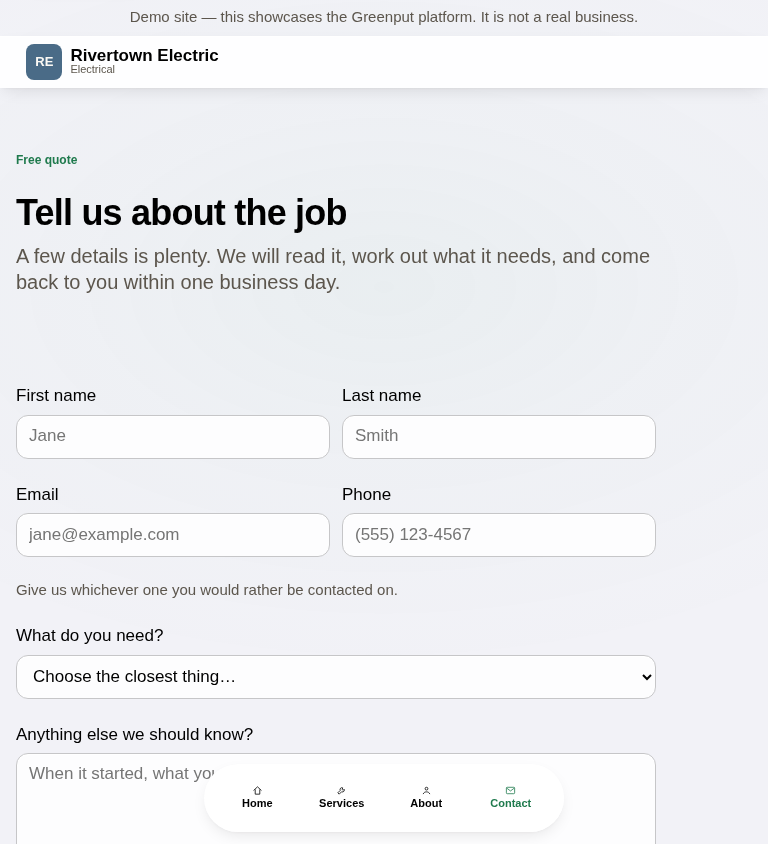 Demo site — this showcases the Greenput platform. It is not a real business.
RE
Rivertown Electric
Electrical
Free quote
Tell us about the job
A few details is plenty. We will read it, work out what it needs, and come
back to you within one business day.
First name
Last name
Jane
Smith
Email
Phone
jane@example.com
(555) 123-4567
Give us whichever one you would rather be contacted on.
What do you need?
Choose the closest thing…
Anything else we should know?
When it started, what you
Home
Services
About
Contact